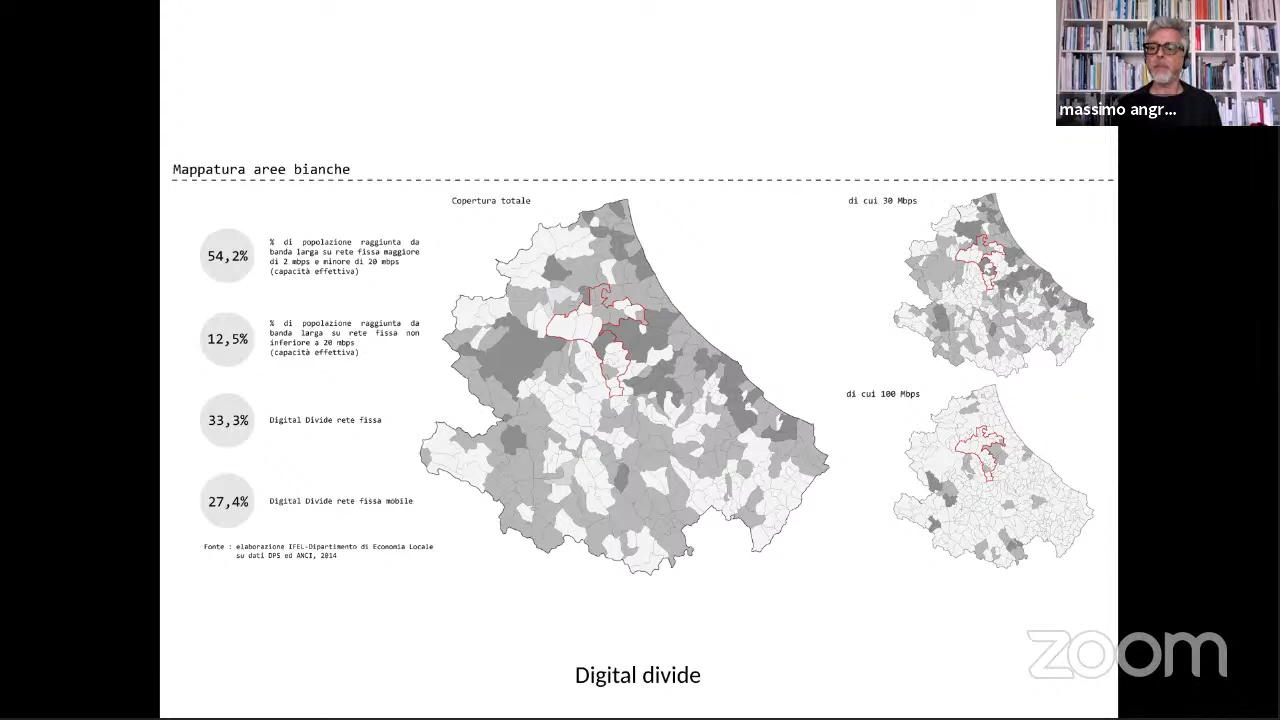 massimo angr...
Mappatura aree bianche
Copertura totale
di cui 30 Mbps
54,2%
% di popolazione raggiunta da
banda larga su rete fissa maggiore
di 2 mbps e minore di 20 mbps
(capacità effettiva)
12,5%
% di popolazione raggiunta da
banda larga su rete fissa non
inferiore a 20 mbps
(capacità effettiva)
di cui 100 Mbps
33,3%
Digital Divide rete fissa
27,4%
Digital Divide rete fissa mobile
Fonte : elaborazione IFEL-Dipartimento di Economia Locale
su dati DPS ed ANCI, 2014
zoom
Digital divide